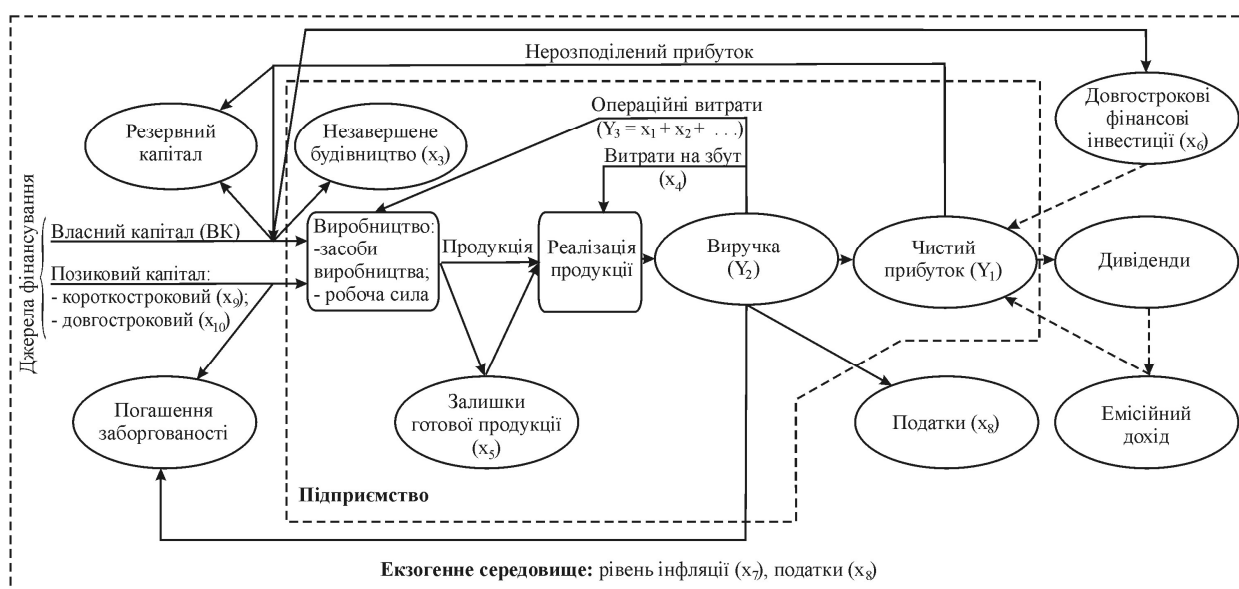 Нерозподілений прибуток
Операційні витрати
(Y₃ = x₁ + x₂ + . . .)
Витрати на збут
(x₄)
Резервний
капітал
Незавершене
будівництво (x₃)
Довгострокові
фінансові
інвестиції (x₆)
Джерела фінансування
Власний капітал (ВК)
Позиковий капітал:
- короткостроковий (x₉);
- довгостроковий (x₁₀)
Виробництво:
-засоби
виробництва;
- робоча сила
Продукція
Реалізація
продукції
Виручка
(Y₂)
Чистий
прибуток (Y₁)
Дивіденди
Погашення
заборгованості
Залишки
готової продукції
(x₅)
Податки (x₈)
Емісійний
дохід
Підприємство
Екзогенне середовище: рівень інфляції (x₇), податки (x₈)